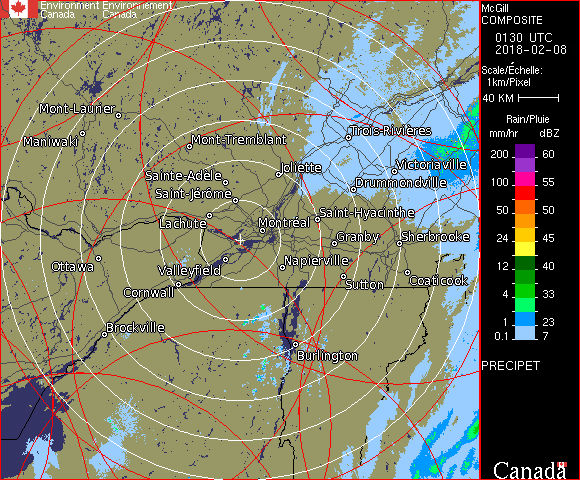 Environment Environnement
Canada Canada
McGill
COMPOSITE
0130 UTC
2018-02-08
Scale/Échelle:
1km/Pixel
40 KM
Rain/Pluie
mm/hr dBZ
200 60
100 55
50 50
24 45
12 40
4 33
1 23
0.1 7
PRECIPET
Canada
Mont-Laurier
Maniwaki
Mont-Tremblant
Trois-Rivières
Joliette
Victoriaville
Sainte-Adèle
Drummondville
Saint-Jérôme
Saint-Hyacinthe
Lachute
Montréal
Granby
Sherbrooke
Ottawa
Valleyfield
Napierville
Sutton
Coaticook
Cornwall
Brockville
Burlington